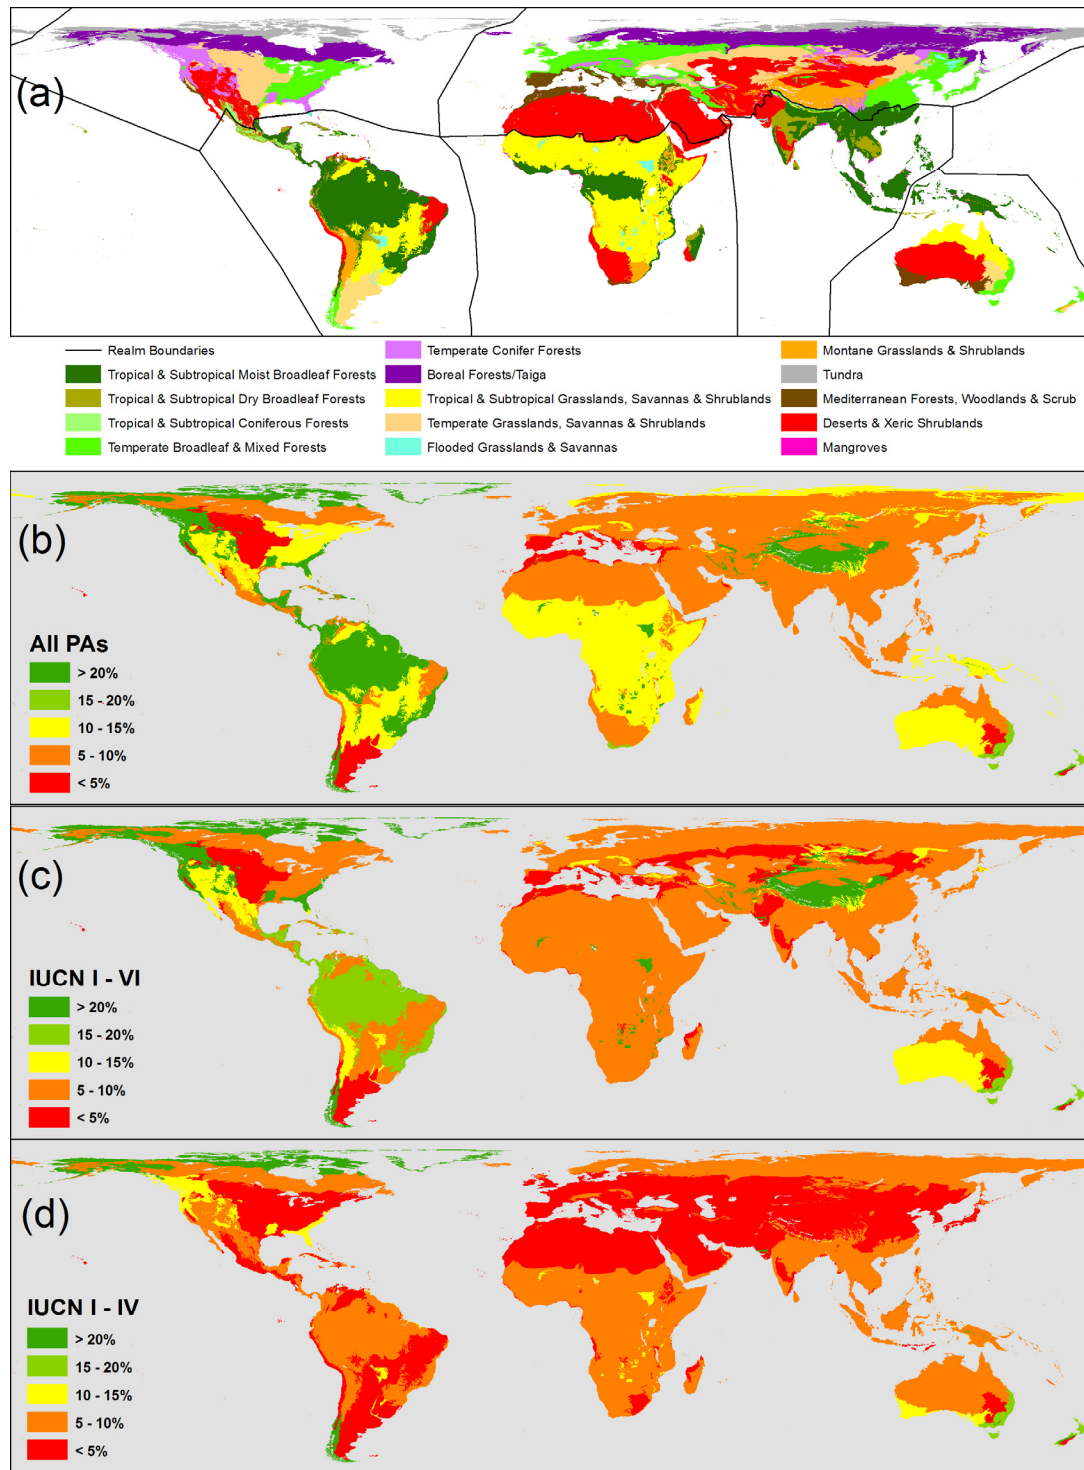 (a)
Realm Boundaries
Tropical & Subtropical Moist Broadleaf Forests
Tropical & Subtropical Dry Broadleaf Forests
Tropical & Subtropical Coniferous Forests
Temperate Broadleaf & Mixed Forests
Temperate Conifer Forests
Boreal Forests/Taiga
Tropical & Subtropical Grasslands, Savannas & Shrublands
Temperate Grasslands, Savannas & Shrublands
Flooded Grasslands & Savannas
Montane Grasslands & Shrublands
Tundra
Mediterranean Forests, Woodlands & Scrub
Deserts & Xeric Shrublands
Mangroves
(b)
All PAs
> 20%
15 - 20%
10 - 15%
5 - 10%
< 5%
(c)
IUCN I - VI
> 20%
15 - 20%
10 - 15%
5 - 10%
< 5%
(d)
IUCN I - IV
> 20%
15 - 20%
10 - 15%
5 - 10%
< 5%